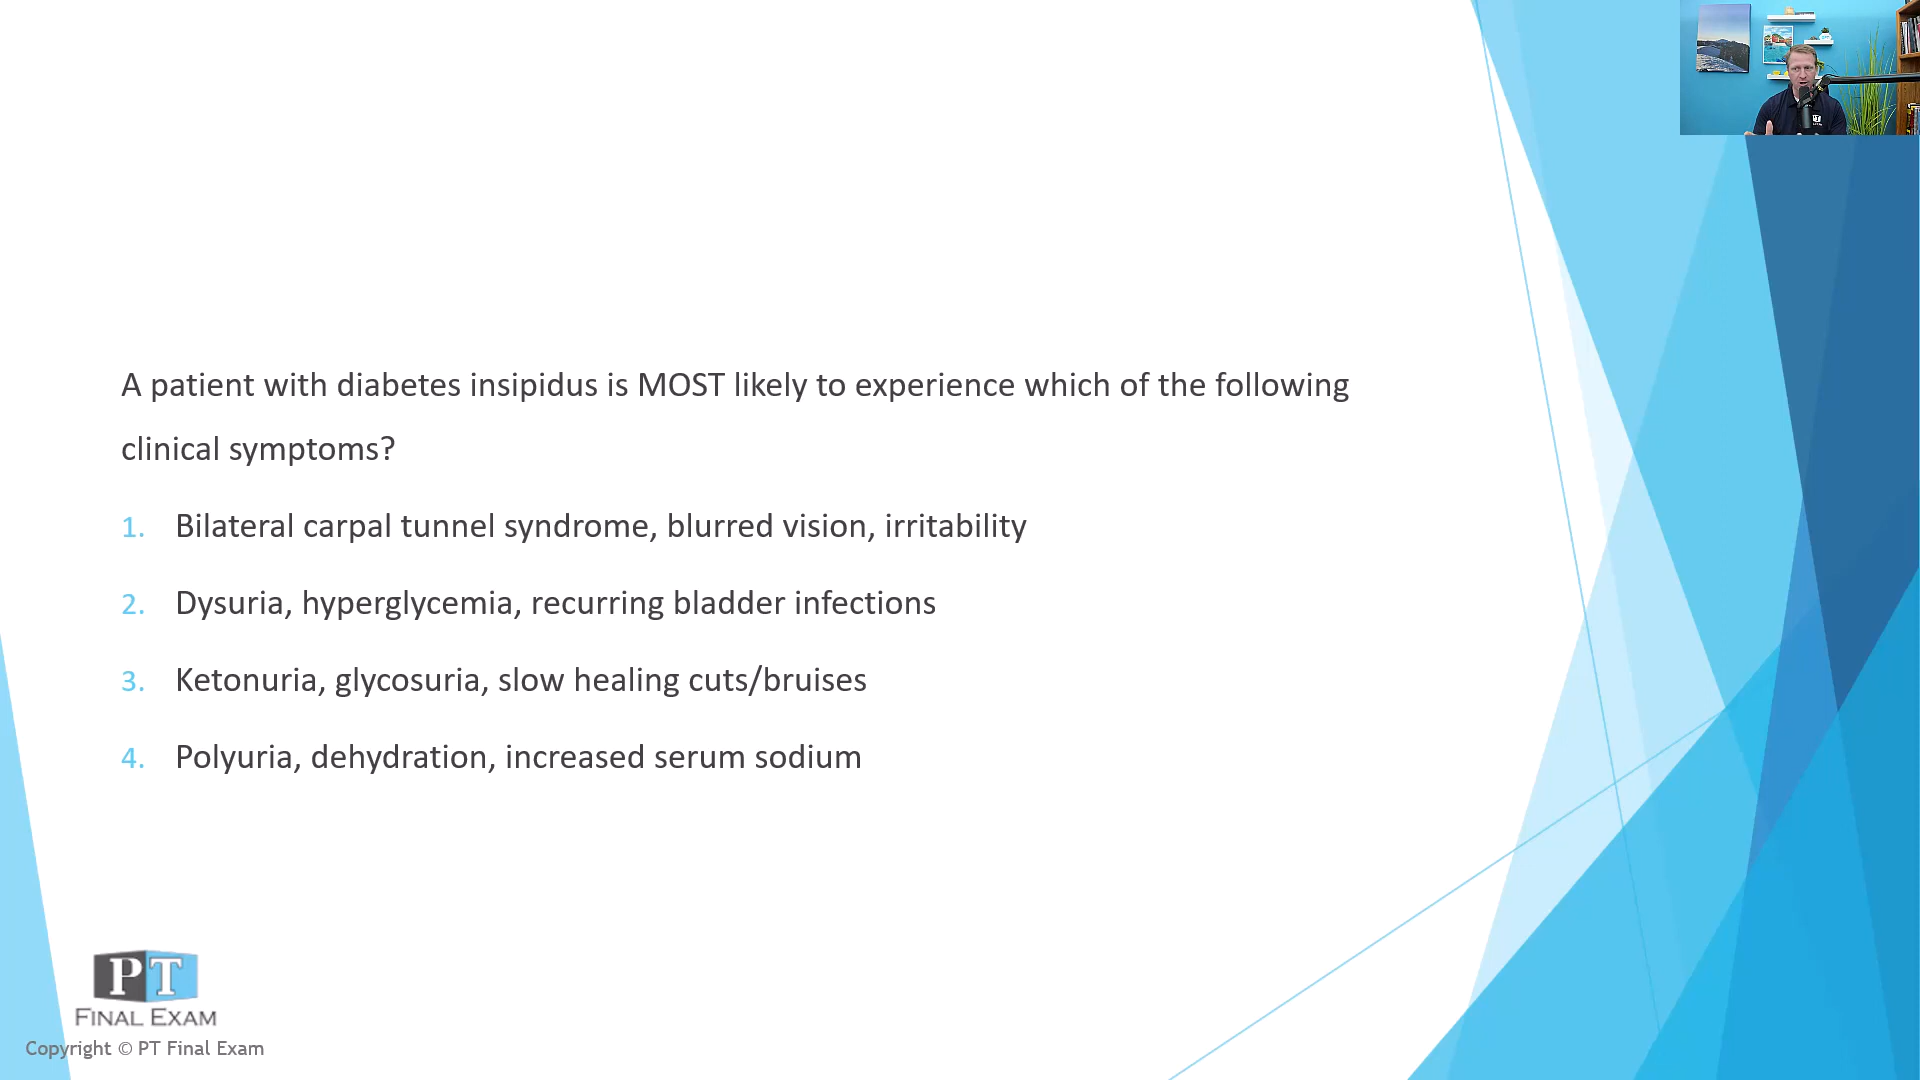 A patient with diabetes insipidus is MOST likely to experience which of the following
clinical symptoms?
1. Bilateral carpal tunnel syndrome, blurred vision, irritability
2. Dysuria, hyperglycemia, recurring bladder infections
3. Ketonuria, glycosuria, slow healing cuts/bruises
4. Polyuria, dehydration, increased serum sodium
PT
FINAL EXAM
Copyright © PT Final Exam